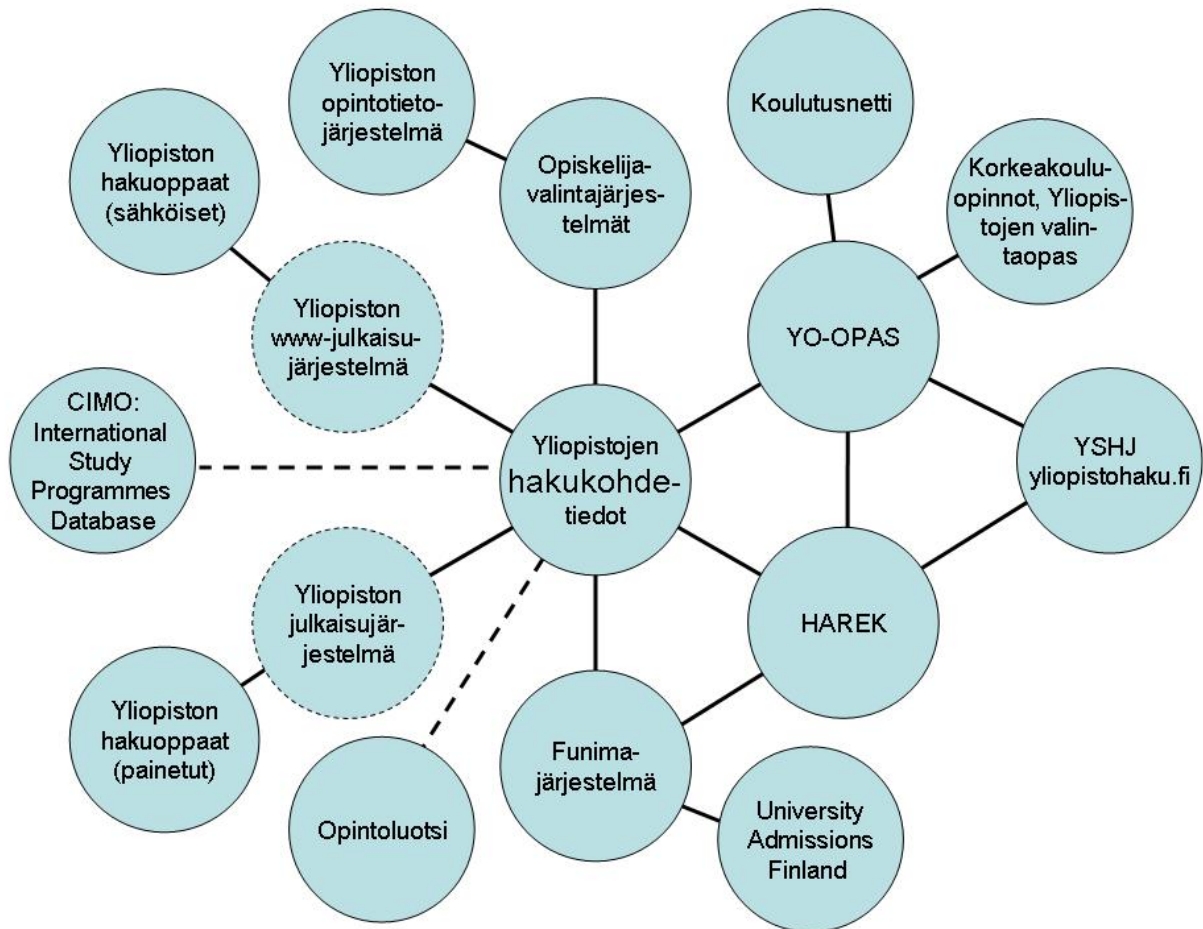 Yliopiston
opintotieto-
järjestelmä
Koulutusnetti
Yliopiston
hakuoppaat
(sähköiset)
Opiskelija-
valintajärjes-
telmät
Korkeakoulu-
opinnot, Yliopis-
tojen valin-
taopas
Yliopiston
www-julkaisu-
järjestelmä
YO-OPAS
CIMO:
International
Study
Programmes
Database
Yliopistojen
hakukohde-
tiedot
YSHJ
yliopistohaku.fi
Yliopiston
julkaisujär-
jestelmä
HAREK
Yliopiston
hakuoppaat
(painetut)
Funima-
järjestelmä
Opintoluotsi
University
Admissions
Finland